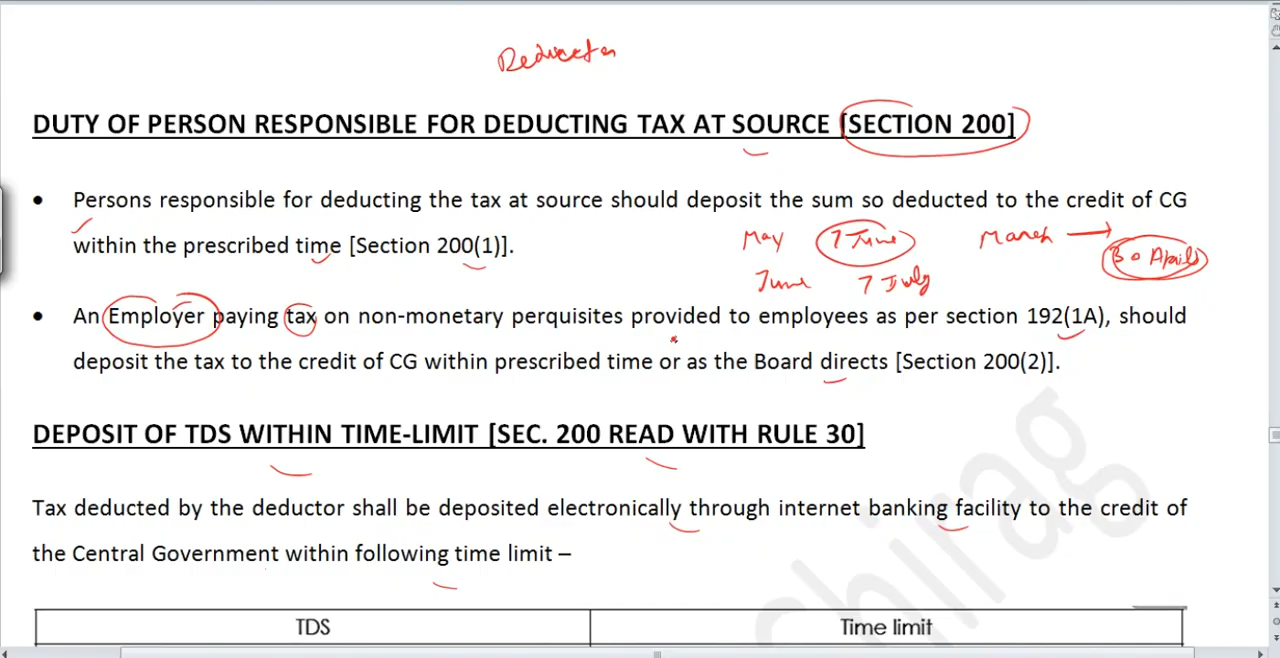 Deductor
DUTY OF PERSON RESPONSIBLE FOR DEDUCTING TAX AT SOURCE [SECTION 200]
• Persons responsible for deducting the tax at source should deposit the sum so deducted to the credit of CG
within the prescribed time [Section 200(1)].
May 7 June March → 30 April
June 7 July
• An Employer paying tax on non-monetary perquisites provided to employees as per section 192(1A), should
deposit the tax to the credit of CG within prescribed time or as the Board directs [Section 200(2)].
DEPOSIT OF TDS WITHIN TIME-LIMIT [SEC. 200 READ WITH RULE 30]
Tax deducted by the deductor shall be deposited electronically through internet banking facility to the credit of
the Central Government within following time limit –
TDS Time limit
Chirag